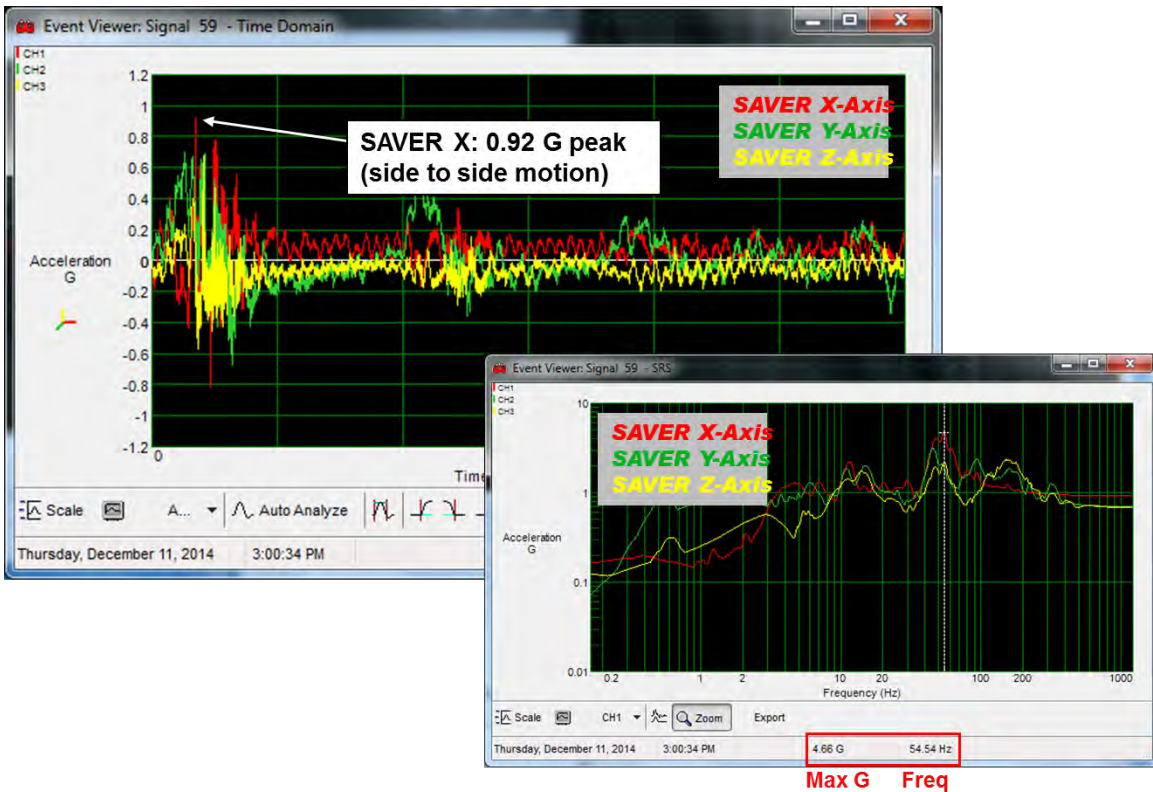 Event Viewer: Signal 59 - Time Domain
CH1
CH2
CH3
1.2
1
0.8
0.6
0.4
0.2
0
-0.2
-0.4
-0.6
-0.8
-1
-1.2
Acceleration
G
SAVER X-Axis
SAVER Y-Axis
SAVER Z-Axis
SAVER X: 0.92 G peak
(side to side motion)
0
Time
Scale A... Auto Analyze
Thursday, December 11, 2014 3:00:34 PM
Event Viewer: Signal 59 - SRS
CH1
CH2
CH3
10
1
0.1
0.01
Acceleration
G
SAVER X-Axis
SAVER Y-Axis
SAVER Z-Axis
0.2 1 2 10 20 100 200 1000
Frequency (Hz)
Scale CH1 Zoom Export
Thursday, December 11, 2014 3:00:34 PM 4.66 G 54.54 Hz
Max G Freq